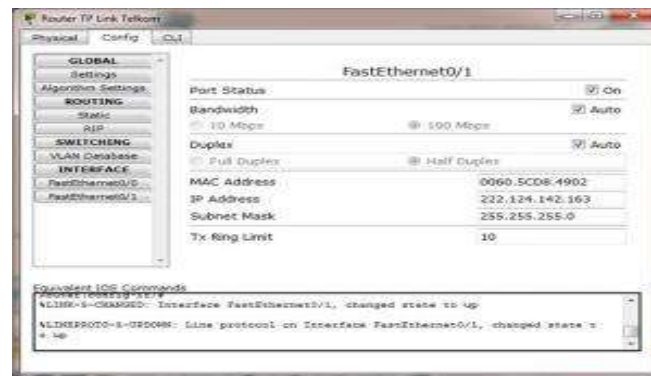 Router TP Link Telkom
Physical Config CLI
GLOBAL
Settings
Algorithm Settings
ROUTING
Static
RIP
SWITCHING
VLAN Database
INTERFACE
FastEthernet0/0
FastEthernet0/1
FastEthernet0/1
Port Status On
Bandwidth Auto
10 Mbps 100 Mbps
Duplex Auto
Full Duplex Half Duplex
MAC Address 0060.5CD8.4902
IP Address 222.124.142.163
Subnet Mask 255.255.255.0
Tx Ring Limit 10
Equivalent IOS Commands
Router(config-if)#
%LINK-5-CHANGED: Interface FastEthernet0/1, changed state to up
%LINEPROTO-5-UPDOWN: Line protocol on Interface FastEthernet0/1, changed state t
o up